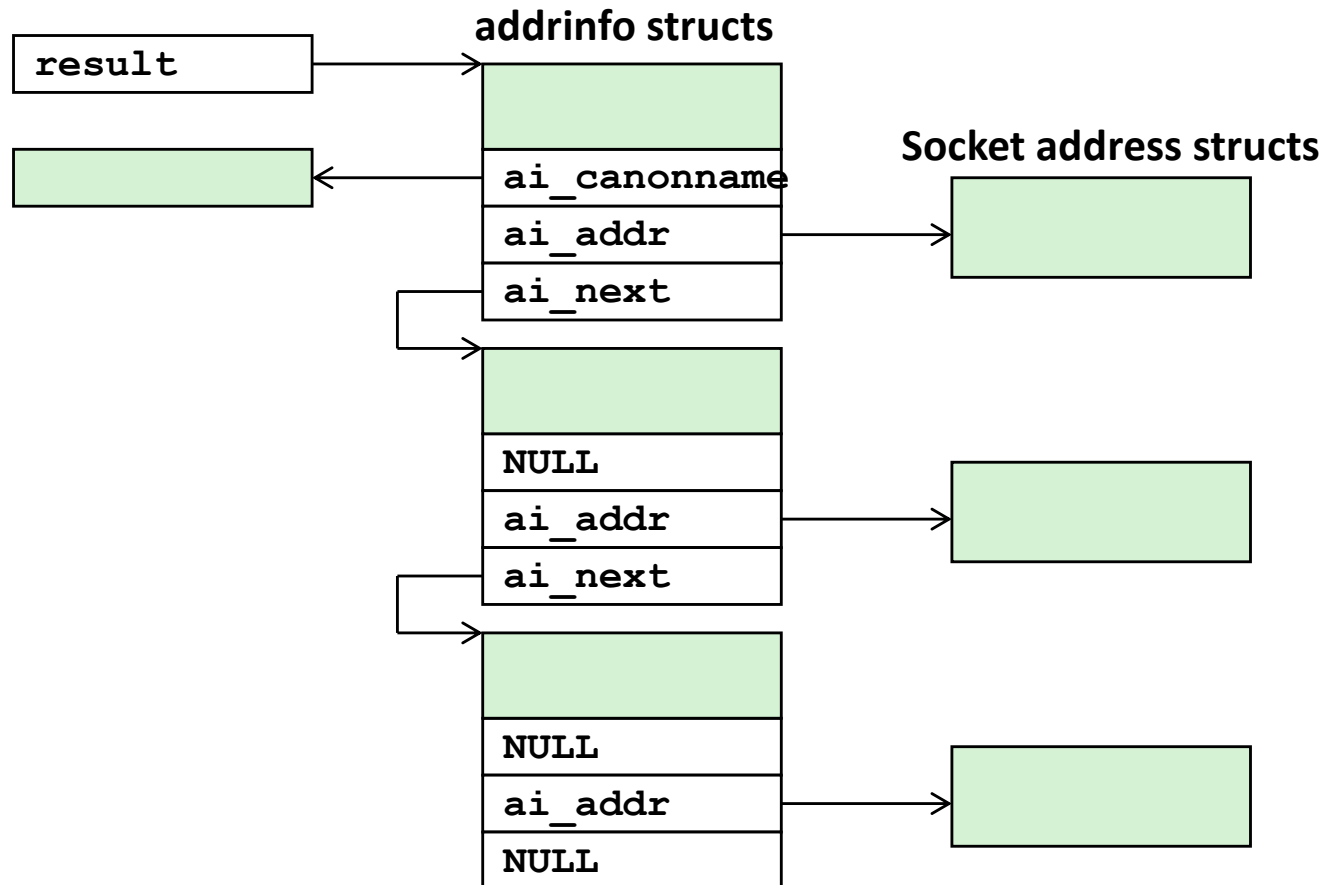 addrinfo structs
result
Socket address structs
ai_canonname
ai_addr
ai_next
NULL
ai_addr
ai_next
NULL
ai_addr
NULL